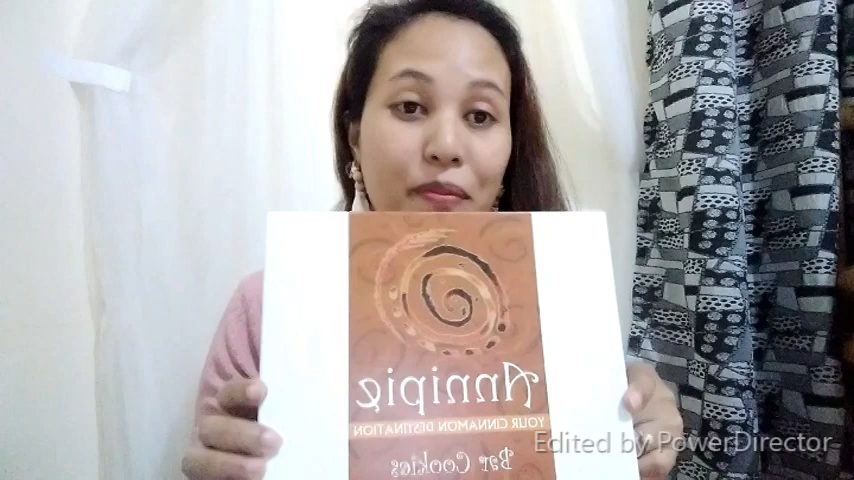 Annipie
YOUR CINNAMON DESTINATION
Bar Cookies
Edited by PowerDirector